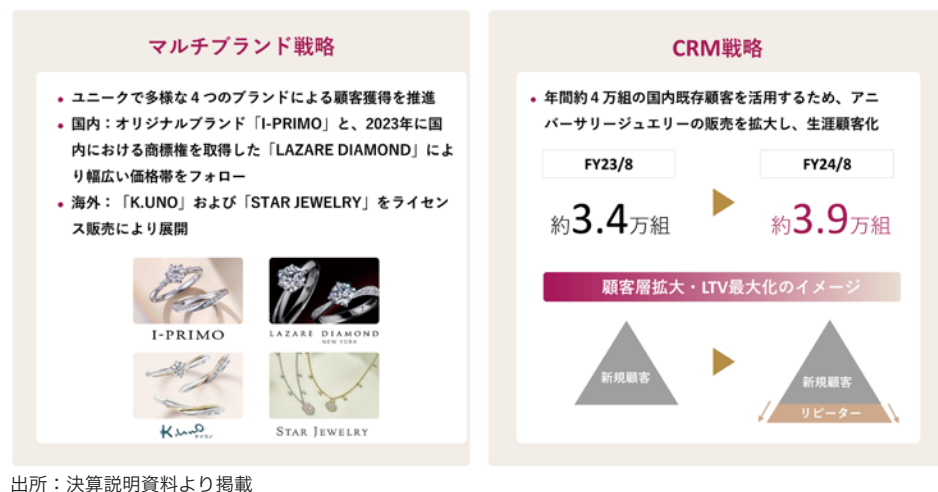 マルチブランド戦略
• ユニークで多様な４つのブランドによる顧客獲得を推進
• 国内：オリジナルブランド「I-PRIMO」と、2023年に国
内における商標権を取得した「LAZARE DIAMOND」によ
り幅広い価格帯をフォロー
• 海外：「K.UNO」および「STAR JEWELRY」をライセン
ス販売により展開
I-PRIMO
LAZARE DIAMOND
NEW YORK
K.uno
ケイウノ
STAR JEWELRY
CRM戦略
• 年間約４万組の国内既存顧客を活用するため、アニ
バーサリージュエリーの販売を拡大し、生涯顧客化
FY23/8
FY24/8
約3.4万組
約3.9万組
顧客層拡大・LTV最大化のイメージ
新規顧客
新規顧客
リピーター
出所：決算説明資料より掲載